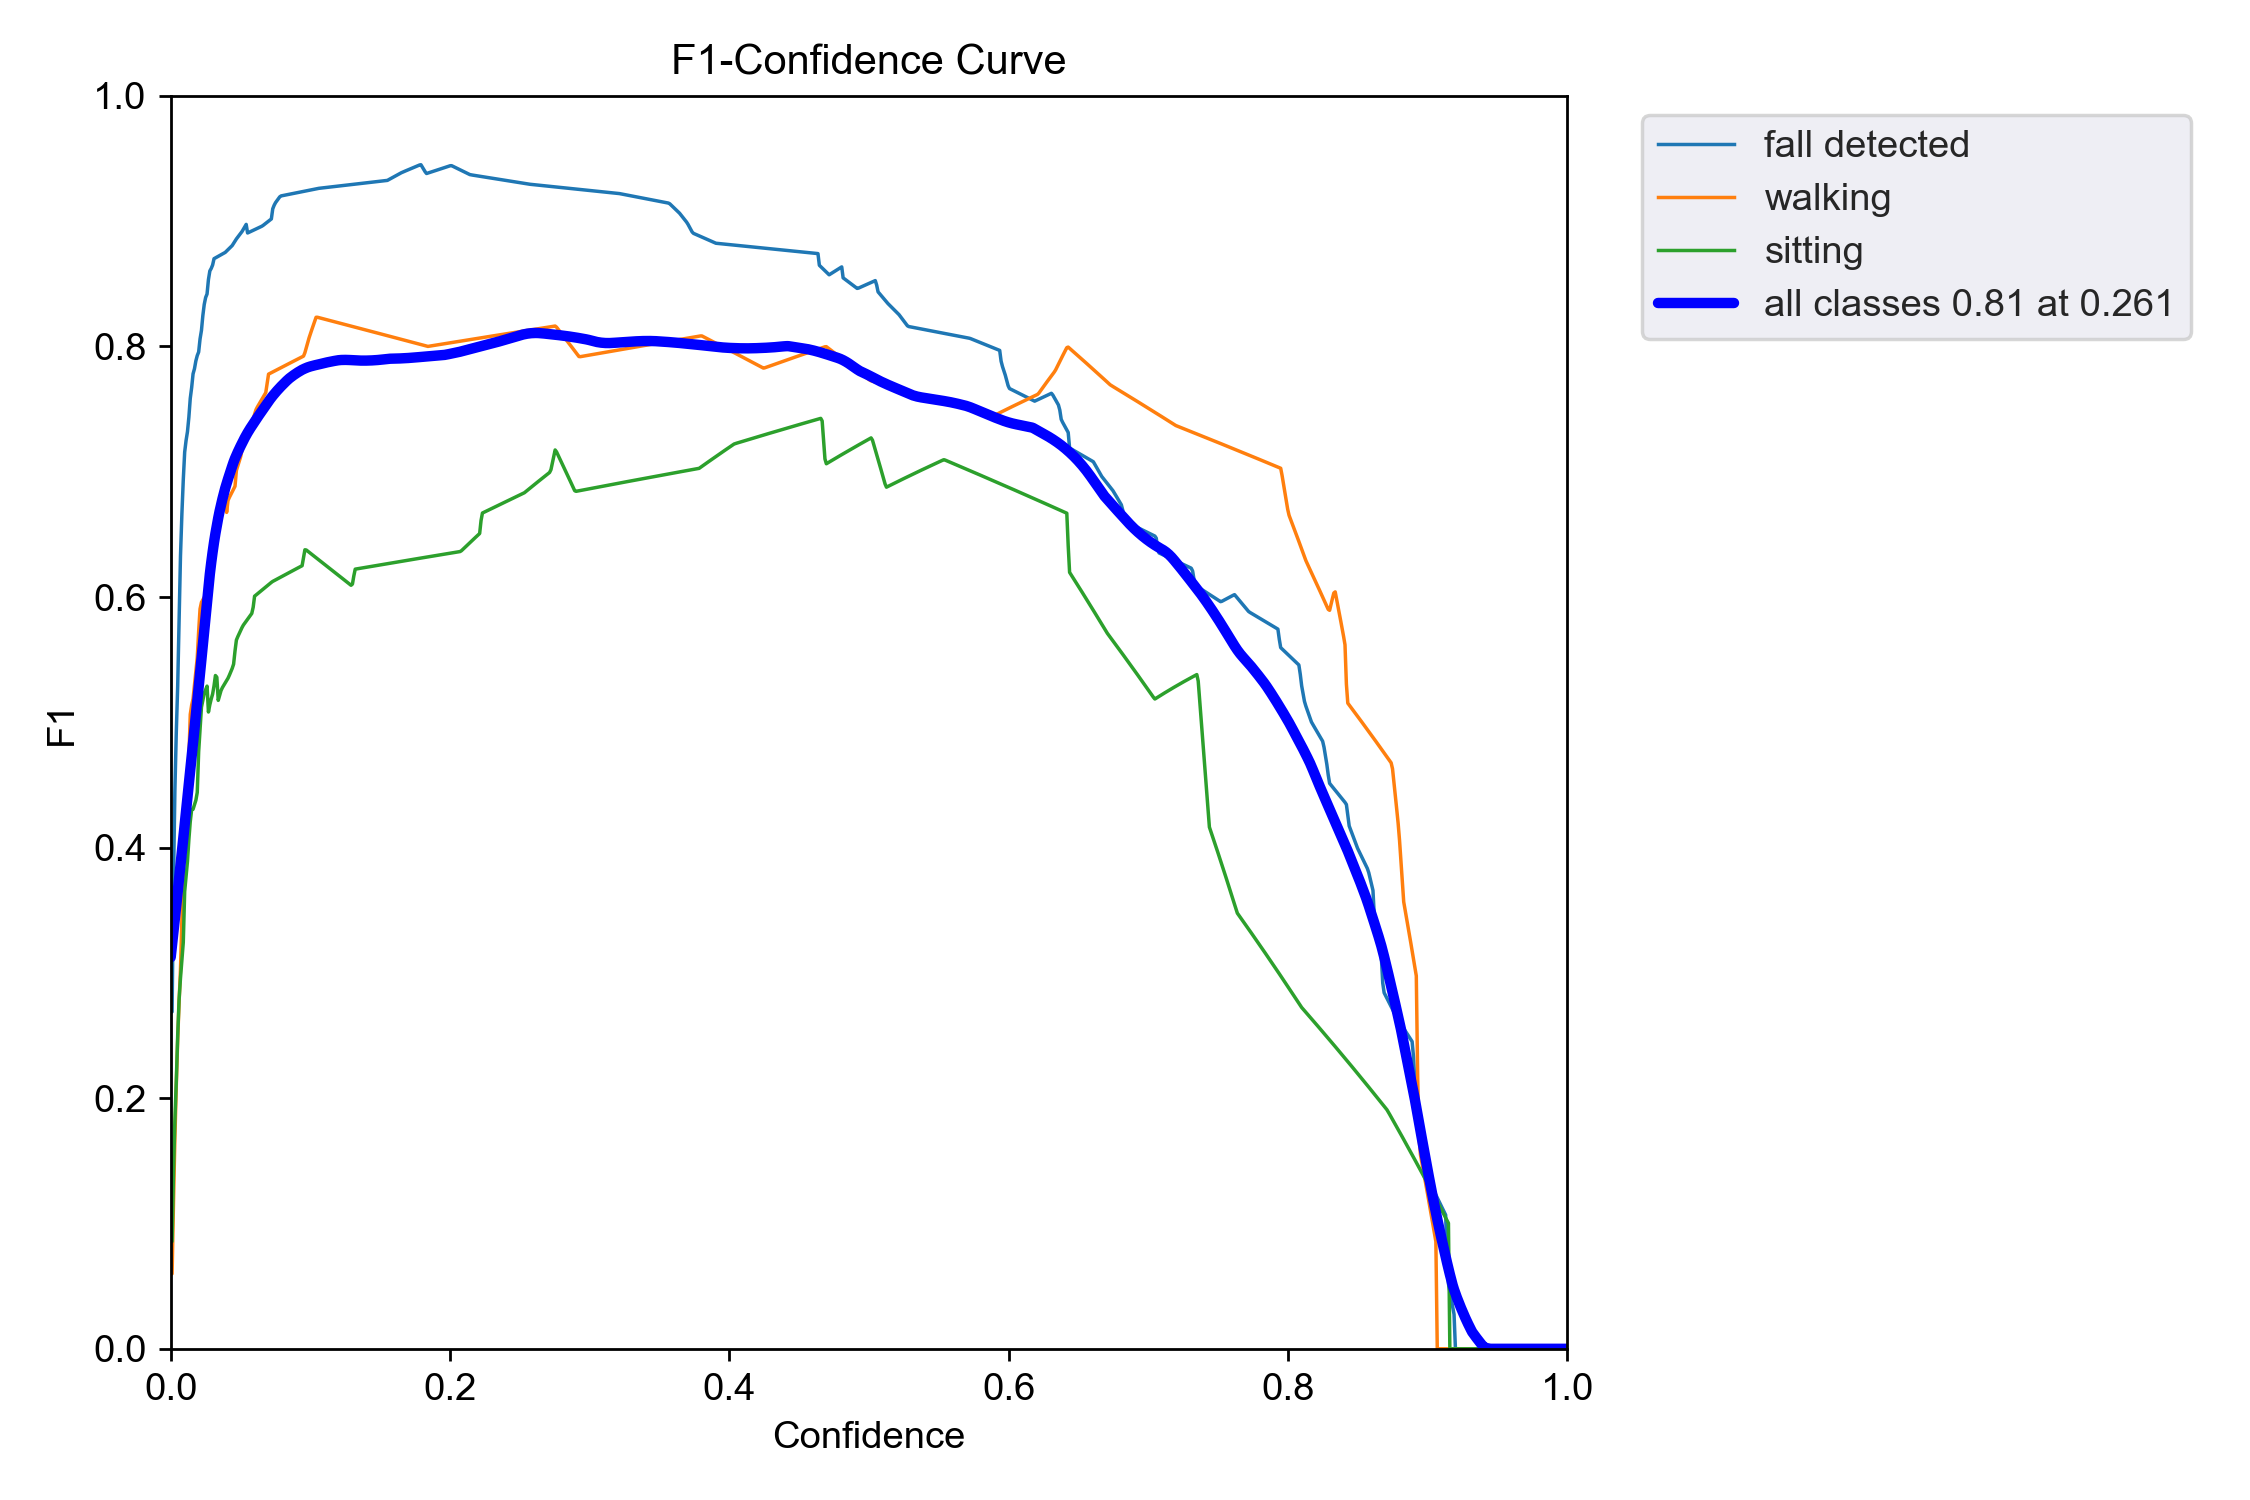 F1-Confidence Curve
1.0
0.8
0.6
0.4
0.2
0.0
F1
0.0 0.2 0.4 0.6 0.8 1.0
Confidence
fall detected
walking
sitting
all classes 0.81 at 0.261